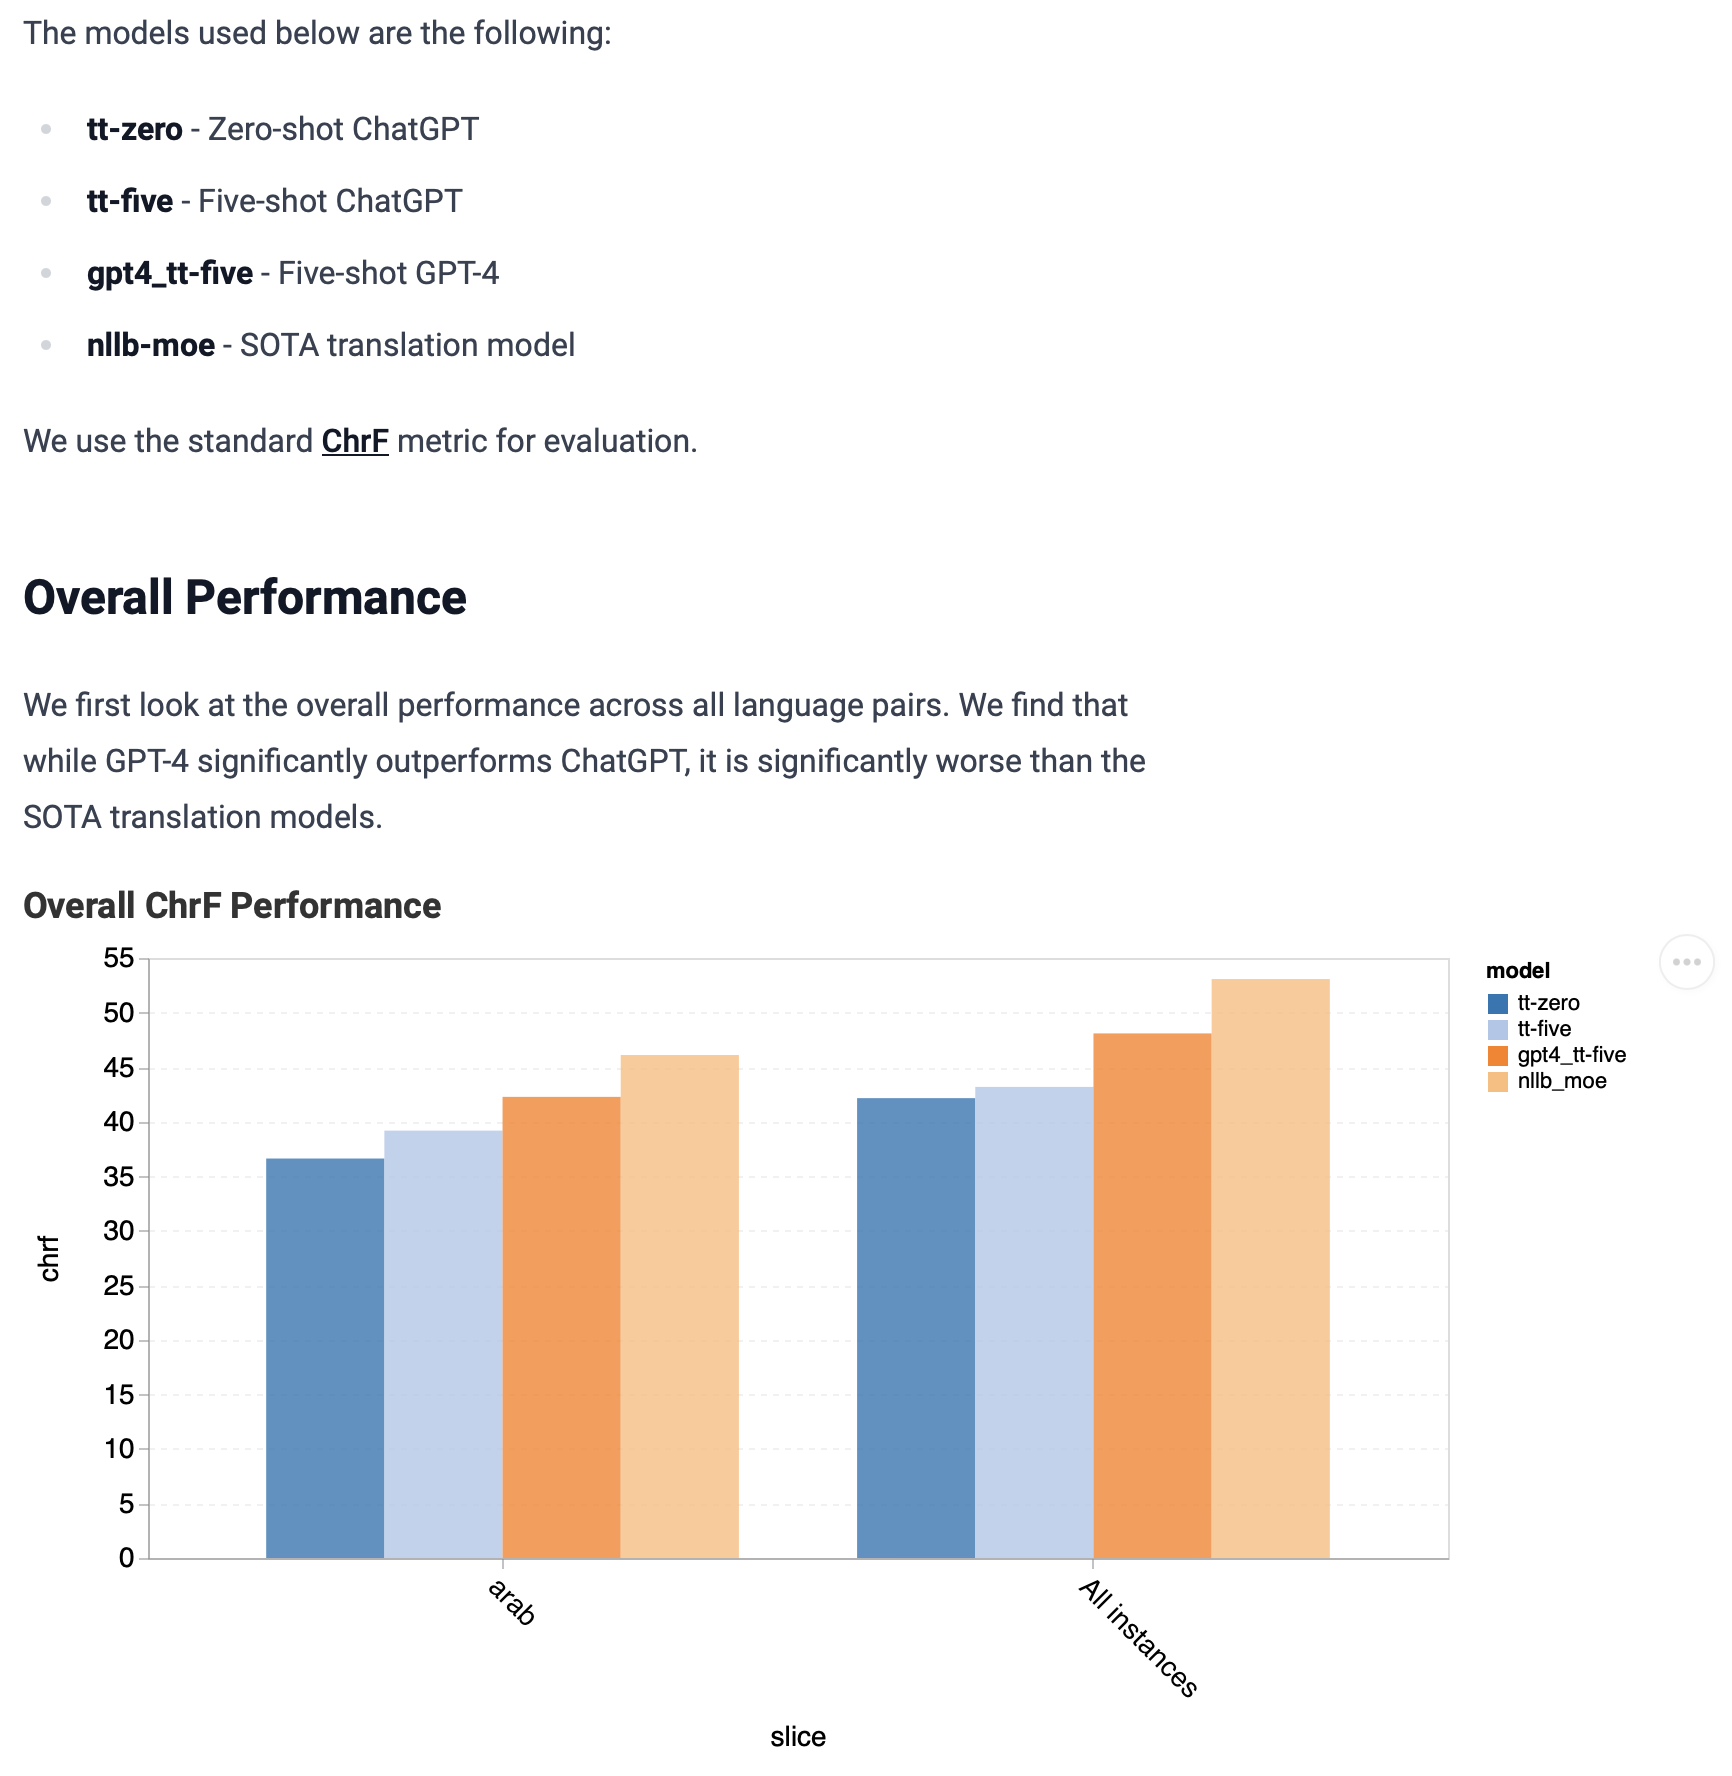 The models used below are the following:
tt-zero - Zero-shot ChatGPT
tt-five - Five-shot ChatGPT
gpt4_tt-five - Five-shot GPT-4
nllb-moe - SOTA translation model
We use the standard ChrF metric for evaluation.
Overall Performance
We first look at the overall performance across all language pairs. We find that
while GPT-4 significantly outperforms ChatGPT, it is significantly worse than the
SOTA translation models.
Overall ChrF Performance
55
50
45
40
35
30
25
20
15
10
5
0
chrf
arab
All instances
slice
model
tt-zero
tt-five
gpt4_tt-five
nllb_moe